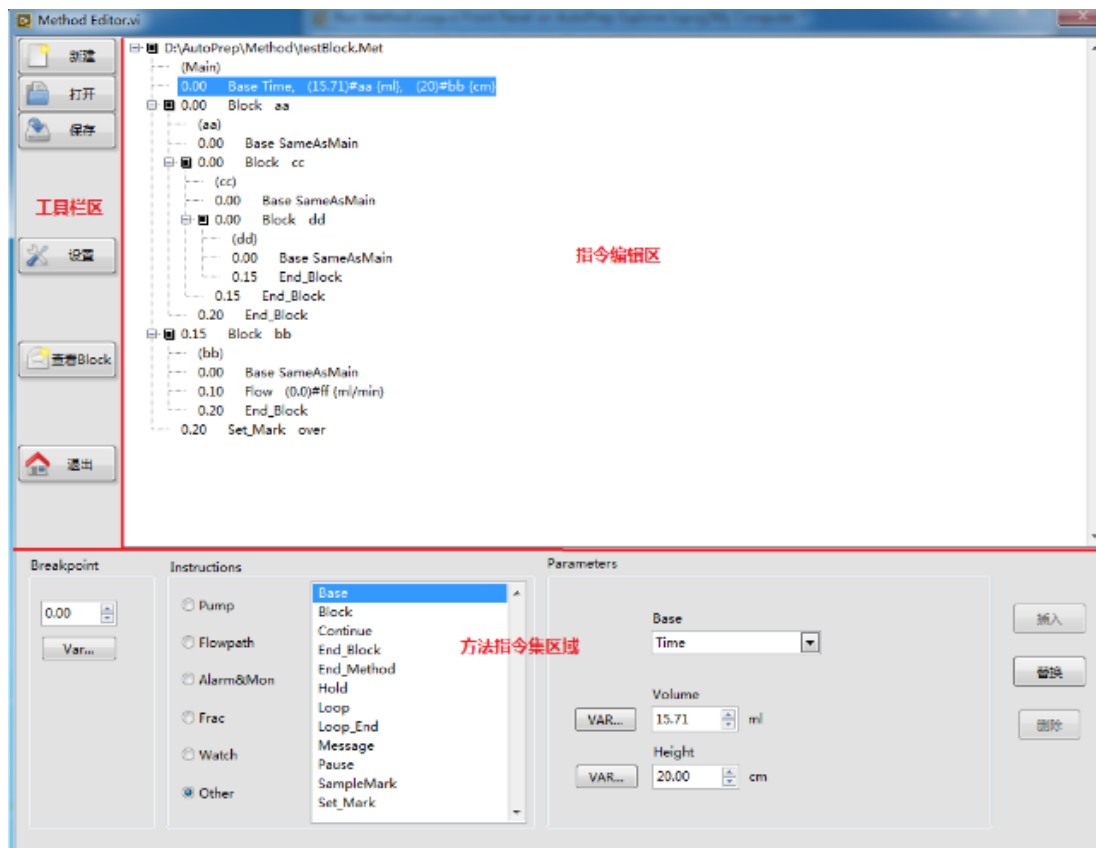 Method Editor.vi
新建
打开
保存
工具栏区
设置
查看Block
退出
D:\AutoPrep\Method\testBlock.Met
(Main)
0.00 Base Time, (15.71)#aa {ml}, (20)#bb {cm}
0.00 Block aa
(aa)
0.00 Base SameAsMain
0.00 Block cc
(cc)
0.00 Base SameAsMain
0.00 Block dd
(dd)
0.00 Base SameAsMain
0.15 End_Block
0.15 End_Block
0.20 End_Block
0.15 Block bb
(bb)
0.00 Base SameAsMain
0.10 Flow (0.0)#ff {ml/min}
0.20 End_Block
0.20 Set_Mark over
指令编辑区
Breakpoint
0.00
Var...
Instructions
Pump
Flowpath
Alarm&Mon
Frac
Watch
Other
Base
Block
Continue
End_Block
End_Method
Hold
Loop
Loop_End
Message
Pause
SampleMark
Set_Mark
方法指令集区域
Parameters
Base
Time
Volume
VAR... 15.71 ml
Height
VAR... 20.00 cm
插入
替换
删除